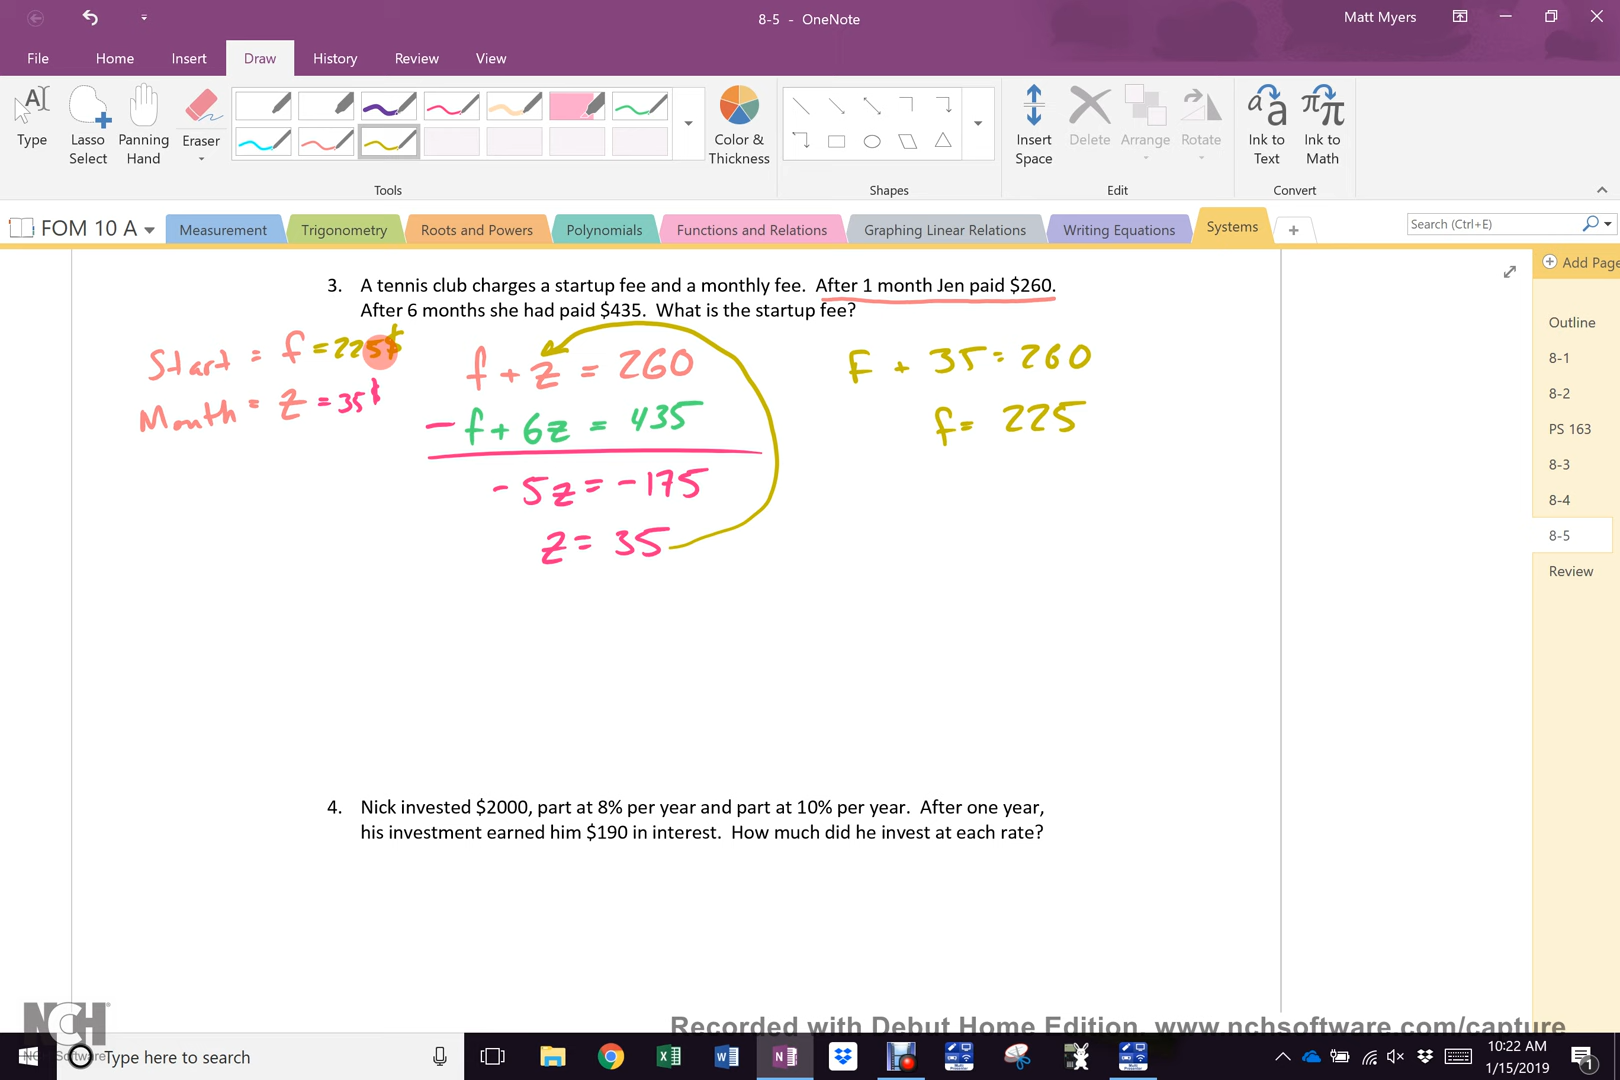 8-5 - OneNote
Matt Myers
File Home Insert Draw History Review View
Type
Lasso Select
Panning Hand
Eraser
Color & Thickness
Insert Space
Delete
Arrange
Rotate
Ink to Text
Ink to Math
Tools
Shapes
Edit
Convert
FOM 10 A
Measurement
Trigonometry
Roots and Powers
Polynomials
Functions and Relations
Graphing Linear Relations
Writing Equations
Systems
Search (Ctrl+E)
Add Page
Outline
8-1
8-2
PS 163
8-3
8-4
8-5
Review
3. A tennis club charges a startup fee and a monthly fee. After 1 month Jen paid $260.
After 6 months she had paid $435. What is the startup fee?
Start = f = 225$
Month = z = 35$
f + z = 260
- f + 6z = 435
- 5z = -175
z = 35
F + 35 = 260
f = 225
4. Nick invested $2000, part at 8% per year and part at 10% per year. After one year,
his investment earned him $190 in interest. How much did he invest at each rate?
NCH
NCH Software
Recorded with Debut Home Edition. www.nchsoftware.com/capture
Type here to search
10:22 AM
1/15/2019